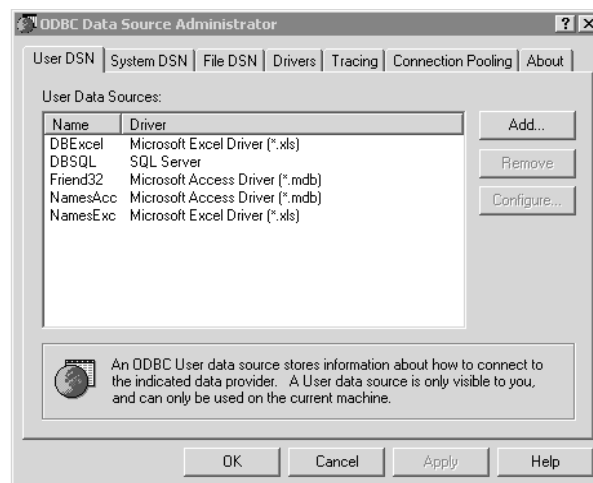 ODBC Data Source Administrator
User DSN System DSN File DSN Drivers Tracing Connection Pooling About
User Data Sources:
Name Driver
DBExcel Microsoft Excel Driver (*.xls)
DBSQL SQL Server
Friend32 Microsoft Access Driver (*.mdb)
NamesAcc Microsoft Access Driver (*.mdb)
NamesExc Microsoft Excel Driver (*.xls)
Add...
Remove
Configure...
An ODBC User data source stores information about how to connect to
the indicated data provider. A User data source is only visible to you,
and can only be used on the current machine.
OK Cancel Apply Help